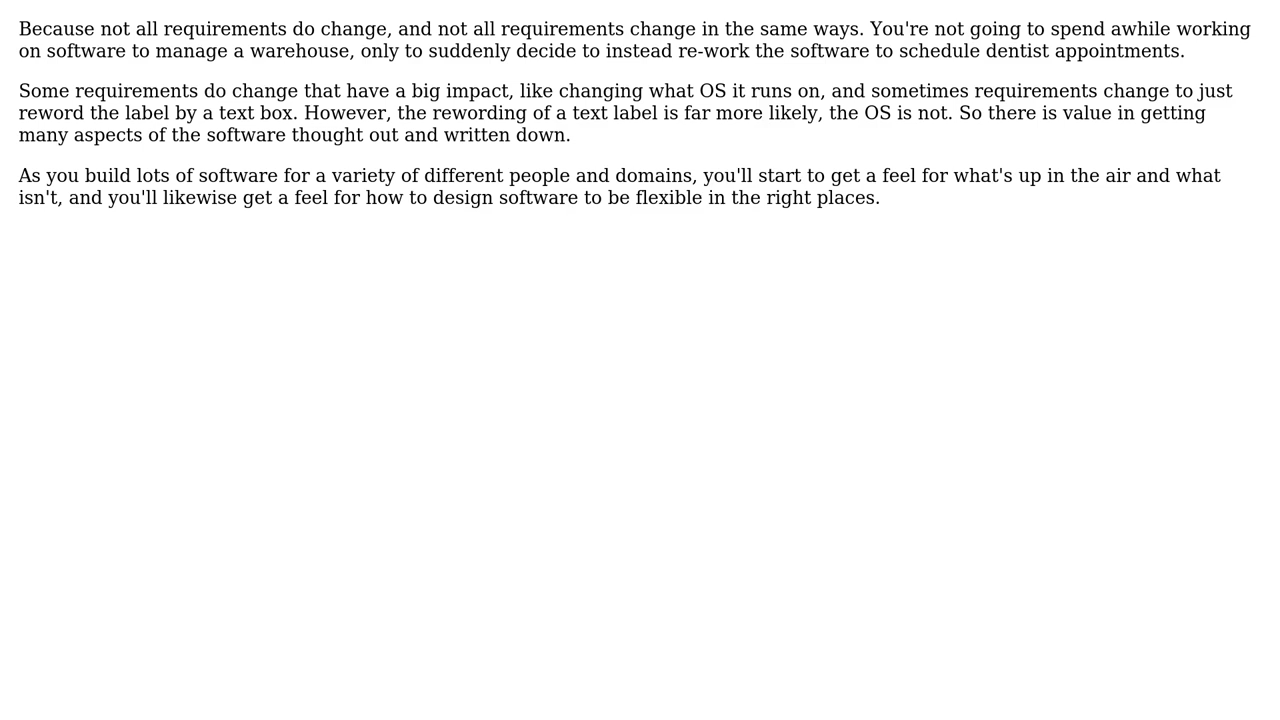 Because not all requirements do change, and not all requirements change in the same ways. You're not going to spend awhile working
on software to manage a warehouse, only to suddenly decide to instead re-work the software to schedule dentist appointments.
Some requirements do change that have a big impact, like changing what OS it runs on, and sometimes requirements change to just
reword the label by a text box. However, the rewording of a text label is far more likely, the OS is not. So there is value in getting
many aspects of the software thought out and written down.
As you build lots of software for a variety of different people and domains, you'll start to get a feel for what's up in the air and what
isn't, and you'll likewise get a feel for how to design software to be flexible in the right places.